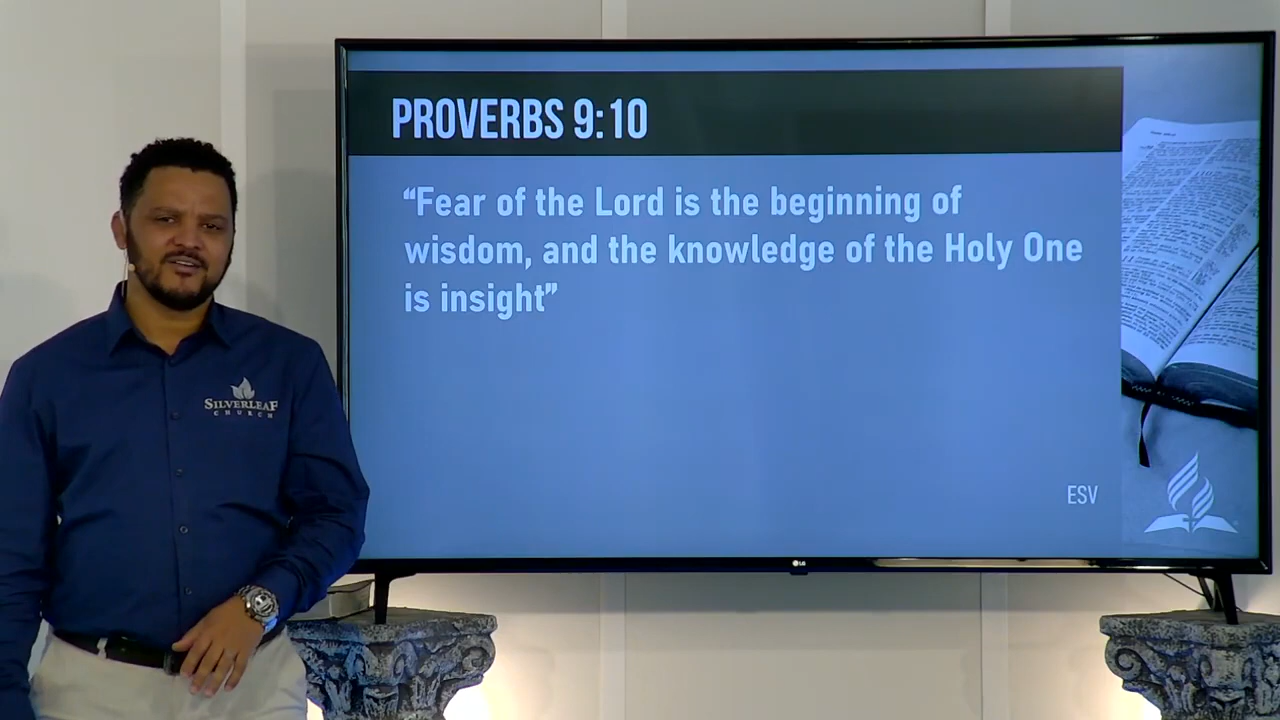 PROVERBS 9:10
“Fear of the Lord is the beginning of
wisdom, and the knowledge of the Holy One
is insight”
ESV
SILVERLEAF
CHURCH
LG